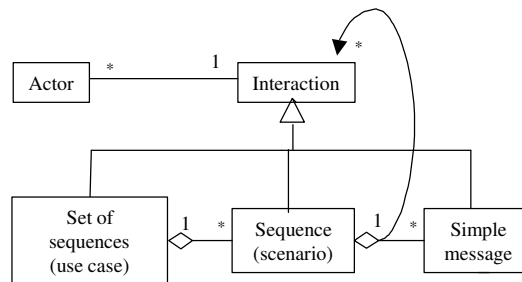 *
Actor
*
1
Interaction
Set of
sequences
(use case)
1
*
Sequence
(scenario)
1
*
Simple
message